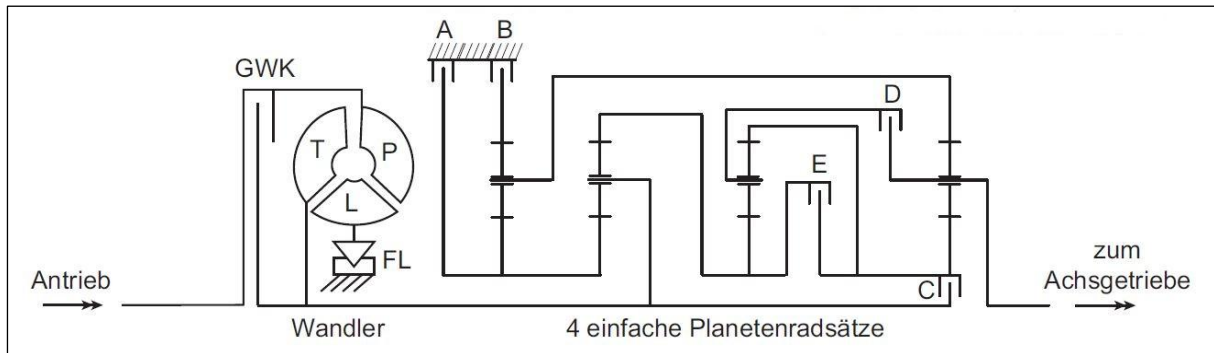 A B
GWK
D
T P
E
L
FL
Antrieb
zum
Achsgetriebe
C
Wandler
4 einfache Planetenradsätze